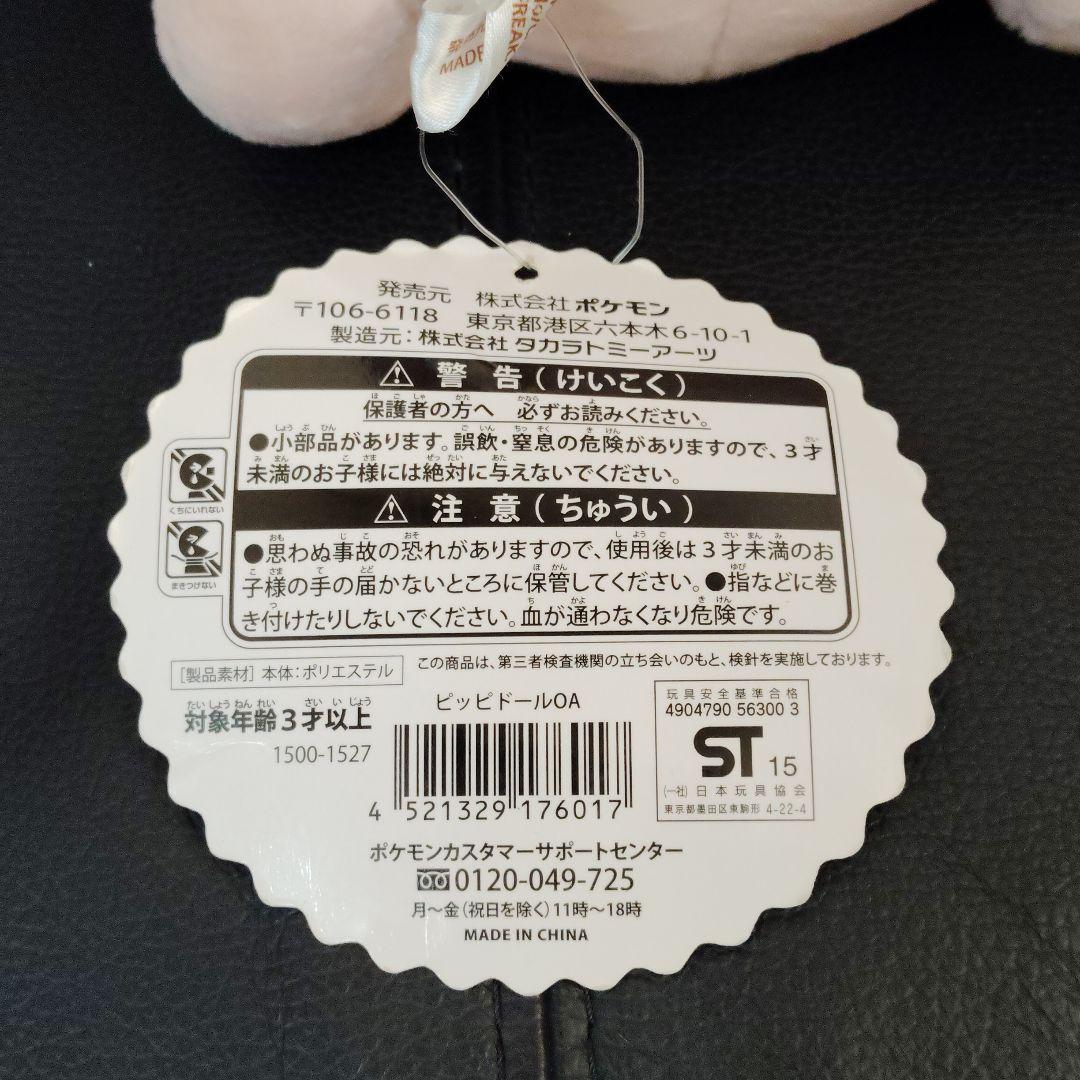 FREAK
MADE
発売元 株式会社 ポケモン
〒106-6118 東京都港区六本木6-10-1
製造元:株式会社 タカラトミーアーツ
⚠ 警告(けいこく)
保護者の方へ 必ずお読みください。
●小部品があります。誤飲・窒息の危険がありますので、3才
未満のお子様には絶対に与えないでください。
くちにいれない
⚠ 注意(ちゅうい)
●思わぬ事故の恐れがありますので、使用後は3才未満のお
子様の手の届かないところに保管してください。●指などに巻
き付けたりしないでください。血が通わなくなり危険です。
まきつけない
[製品素材] 本体:ポリエステル
この商品は、第三者検査機関の立ち会いのもと、検針を実施しております。
対象年齢3才以上
1500-1527
ピッピドールOA
4 521329 176017
玩具安全基準合格
4904790 56300 3
ST 15
(一社)日本玩具協会
東京都墨田区東駒形 4-22-4
ポケモンカスタマーサポートセンター
0120-049-725
月〜金(祝日を除く)11時〜18時
MADE IN CHINA